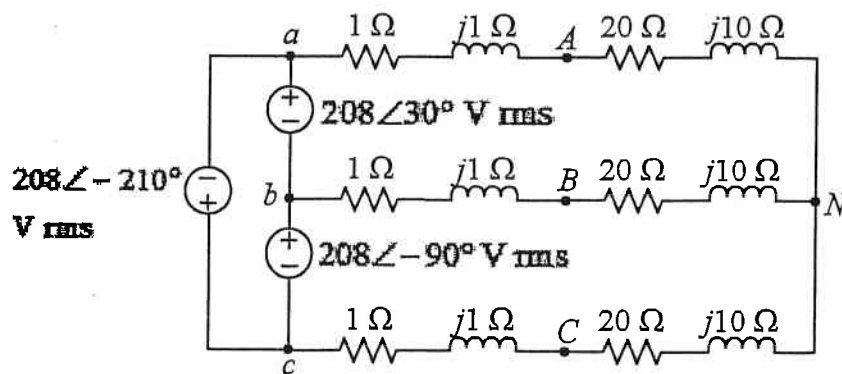 a 1 Ω j1 Ω A 20 Ω j10 Ω
+
−
208∠30° V rms
208∠−210°
V rms
−
+
b 1 Ω j1 Ω B 20 Ω j10 Ω N
+
−
208∠−90° V rms
c 1 Ω j1 Ω C 20 Ω j10 Ω